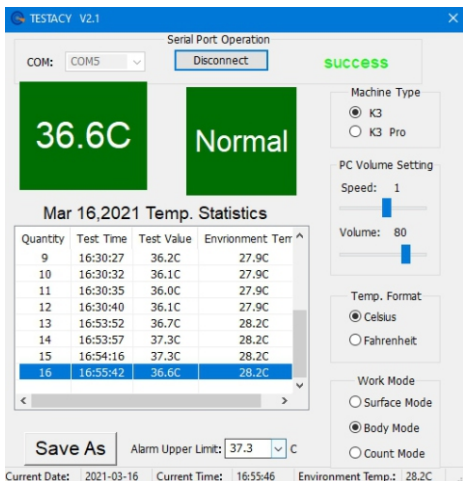 TESTACY V2.1
Serial Port Operation
COM: COM5 Disconnect success
36.6C
Normal
Machine Type
K3
K3 Pro
PC Volume Setting
Speed: 1
Volume: 80
Mar 16,2021 Temp. Statistics
Quantity Test Time Test Value Envrionment Tem
9 16:30:27 36.2C 27.9C
10 16:30:32 36.1C 27.9C
11 16:30:35 36.0C 27.9C
12 16:30:40 36.1C 27.9C
13 16:53:52 36.7C 28.2C
14 16:53:57 37.3C 28.2C
15 16:54:16 37.3C 28.2C
16 16:55:42 36.6C 28.2C
Temp. Format
Celsius
Fahrenheit
Work Mode
Surface Mode
Body Mode
Count Mode
Save As Alarm Upper Limit: 37.3 C
Current Date: 2021-03-16 Current Time: 16:55:46 Environment Temp.: 28.2C